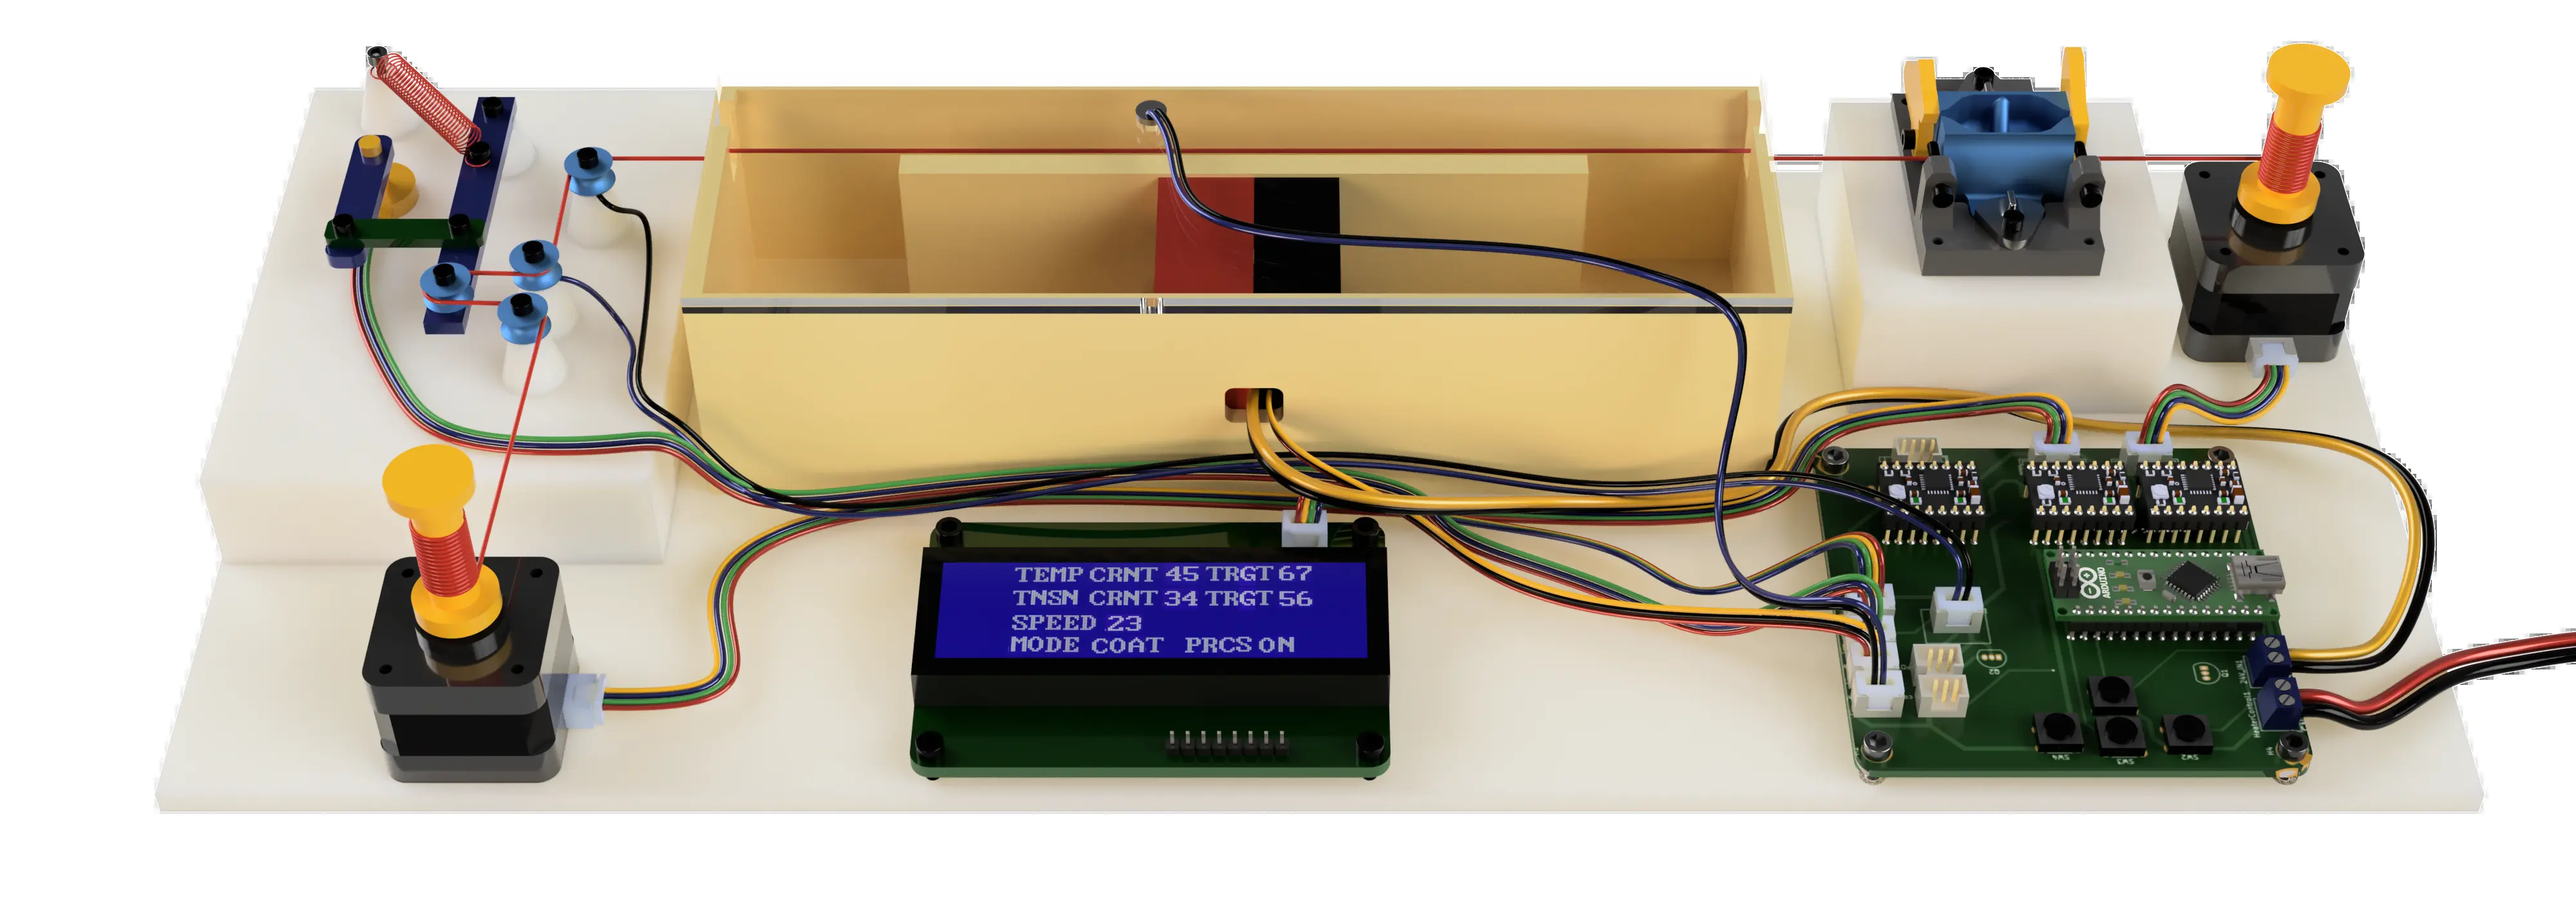 TEMP CRNT 45 TRGT 67
TNSN CRNT 34 TRGT 56
SPEED 23
MODE COAT PRCS ON
ARDUINO
SW4
SW3
SW2